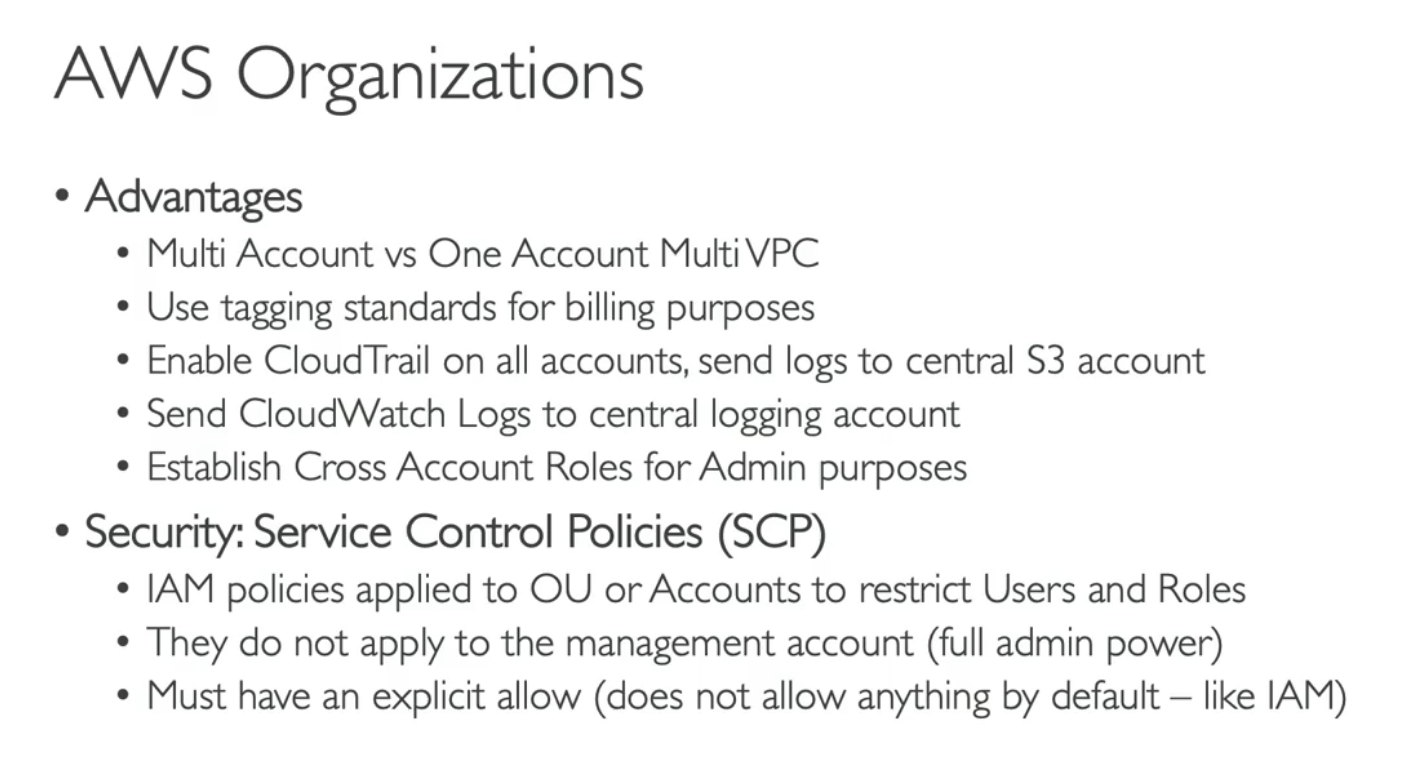 AWS Organizations
• Advantages
• Multi Account vs One Account Multi VPC
• Use tagging standards for billing purposes
• Enable CloudTrail on all accounts, send logs to central S3 account
• Send CloudWatch Logs to central logging account
• Establish Cross Account Roles for Admin purposes
• Security: Service Control Policies (SCP)
• IAM policies applied to OU or Accounts to restrict Users and Roles
• They do not apply to the management account (full admin power)
• Must have an explicit allow (does not allow anything by default – like IAM)